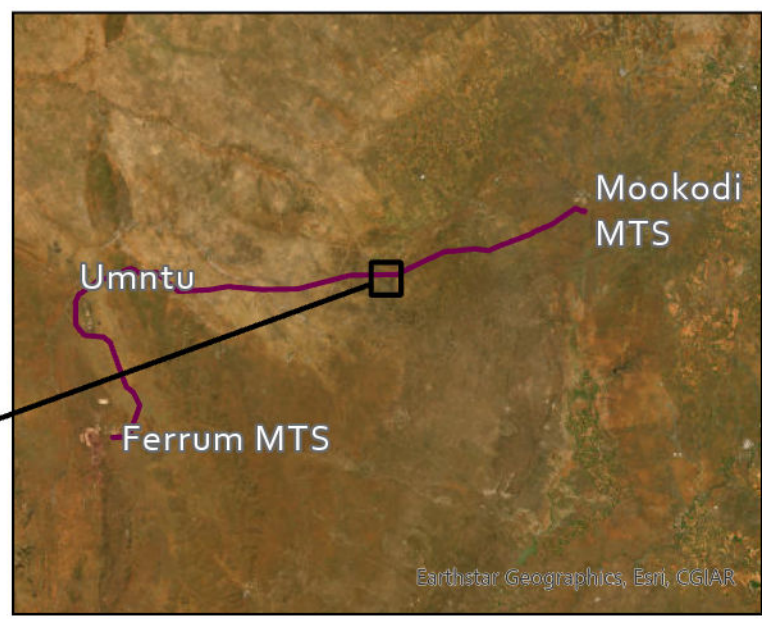 Mookodi
MTS
Umntu
Ferrum MTS
Earthstar Geographics, Esri, CGIAR